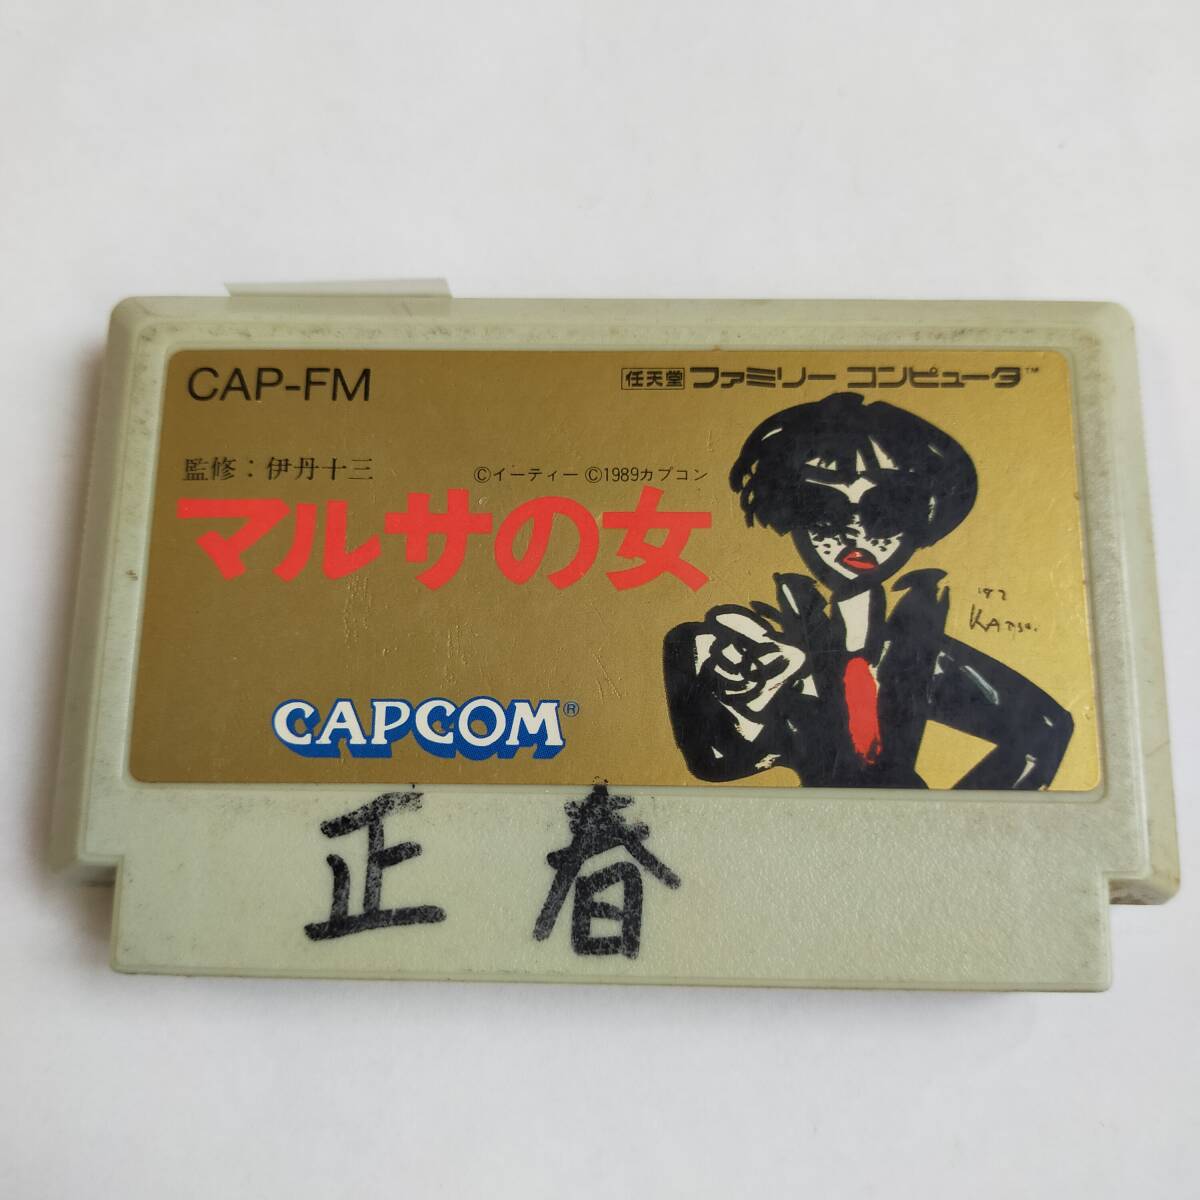 CAP-FM
任天堂 ファミリー コンピュータ™
監修：伊丹十三
©イーティー ©1989カプコン
マルサの女
'87
CAPCOM®
正春